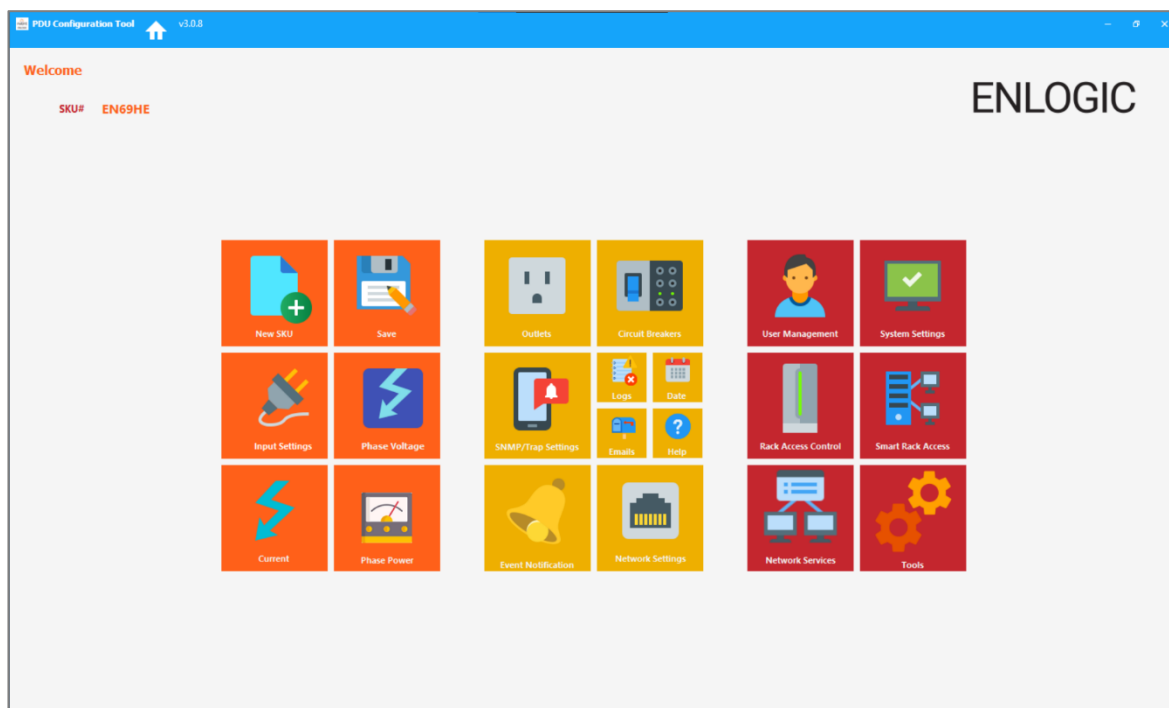 PDU Configuration Tool v3.0.8
Welcome
SKU# EN69HE
ENLOGIC
New SKU
Save
Input Settings
Phase Voltage
Current
Phase Power
Outlets
Circuit Breakers
SNMP/Trap Settings
Logs
Date
Emails
Help
Event Notification
Network Settings
User Management
System Settings
Rack Access Control
Smart Rack Access
Network Services
Tools